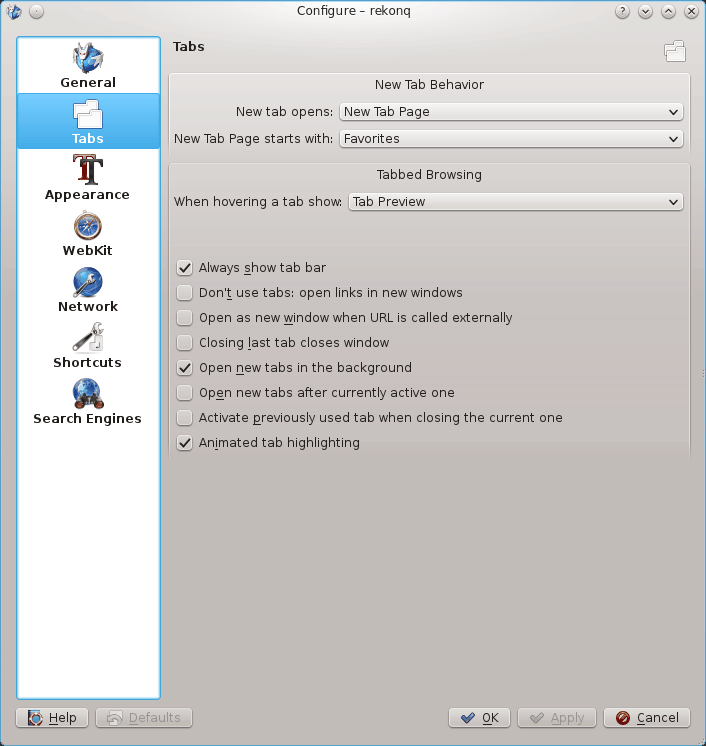 Configure – rekonq
?
General
Tabs
Appearance
WebKit
Network
Shortcuts
Search Engines
Tabs
New Tab Behavior
New tab opens: New Tab Page
New Tab Page starts with: Favorites
Tabbed Browsing
When hovering a tab show: Tab Preview
Always show tab bar
Don't use tabs: open links in new windows
Open as new window when URL is called externally
Closing last tab closes window
Open new tabs in the background
Open new tabs after currently active one
Activate previously used tab when closing the current one
Animated tab highlighting
Help Defaults OK Apply Cancel